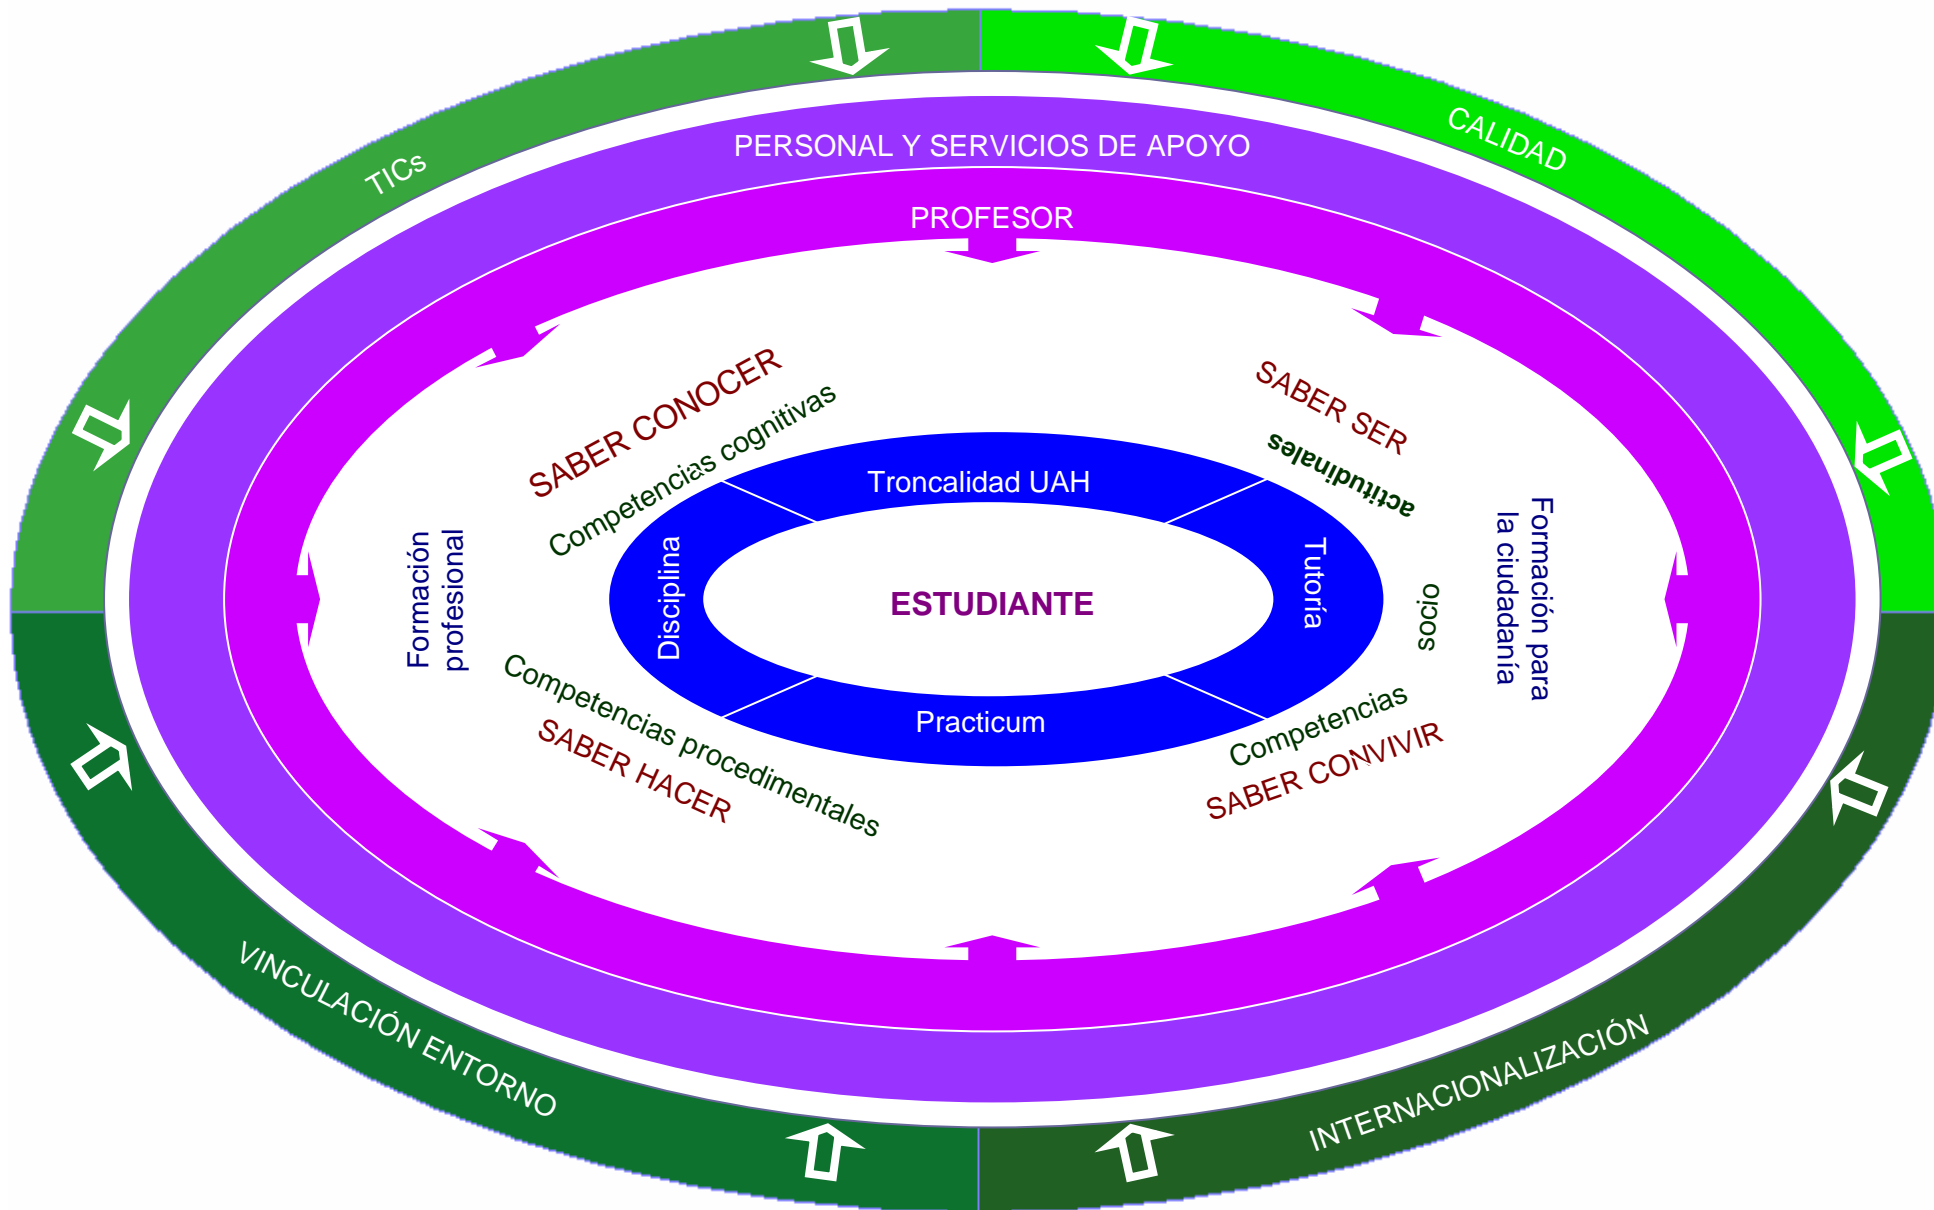 TICs
CALIDAD
PERSONAL Y SERVICIOS DE APOYO
PROFESOR
SABER CONOCER
Competencias cognitivas
SABER SER
actitudinales
Formación
profesional
Troncalidad UAH
Disciplina
ESTUDIANTE
Tutoría
Practicum
socio
Formación para
la ciudadanía
Competencias procedimentales
SABER HACER
Competencias
SABER CONVIVIR
VINCULACIÓN ENTORNO
INTERNACIONALIZACIÓN